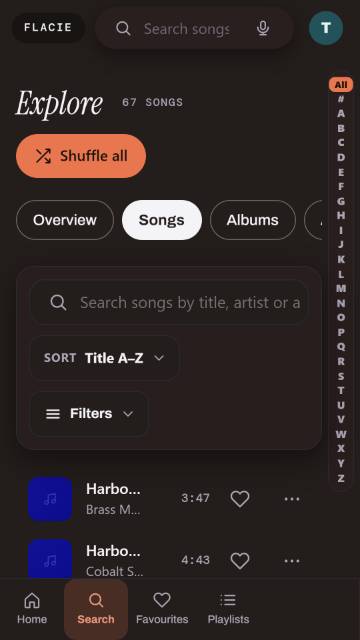 FLACIE
Search songs
T
Explore
67 SONGS
Shuffle all
Overview
Songs
Albums
Search songs by title, artist or a
SORT Title A–Z
Filters
Harbo...
3:47
Brass M...
Harbo...
4:43
Cobalt S...
Home
Search
Favourites
Playlists
All
#
A
B
C
D
E
F
G
H
I
J
K
L
M
N
O
P
Q
R
S
T
U
V
W
X
Y
Z